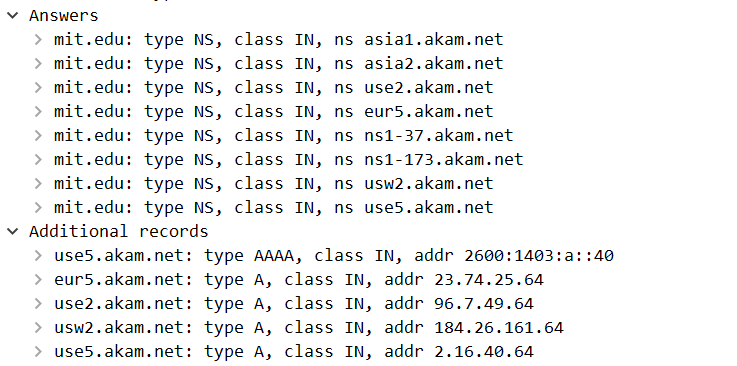 Answers
mit.edu: type NS, class IN, ns asia1.akam.net
mit.edu: type NS, class IN, ns asia2.akam.net
mit.edu: type NS, class IN, ns use2.akam.net
mit.edu: type NS, class IN, ns eur5.akam.net
mit.edu: type NS, class IN, ns ns1-37.akam.net
mit.edu: type NS, class IN, ns ns1-173.akam.net
mit.edu: type NS, class IN, ns usw2.akam.net
mit.edu: type NS, class IN, ns use5.akam.net
Additional records
use5.akam.net: type AAAA, class IN, addr 2600:1403:a::40
eur5.akam.net: type A, class IN, addr 23.74.25.64
use2.akam.net: type A, class IN, addr 96.7.49.64
usw2.akam.net: type A, class IN, addr 184.26.161.64
use5.akam.net: type A, class IN, addr 2.16.40.64